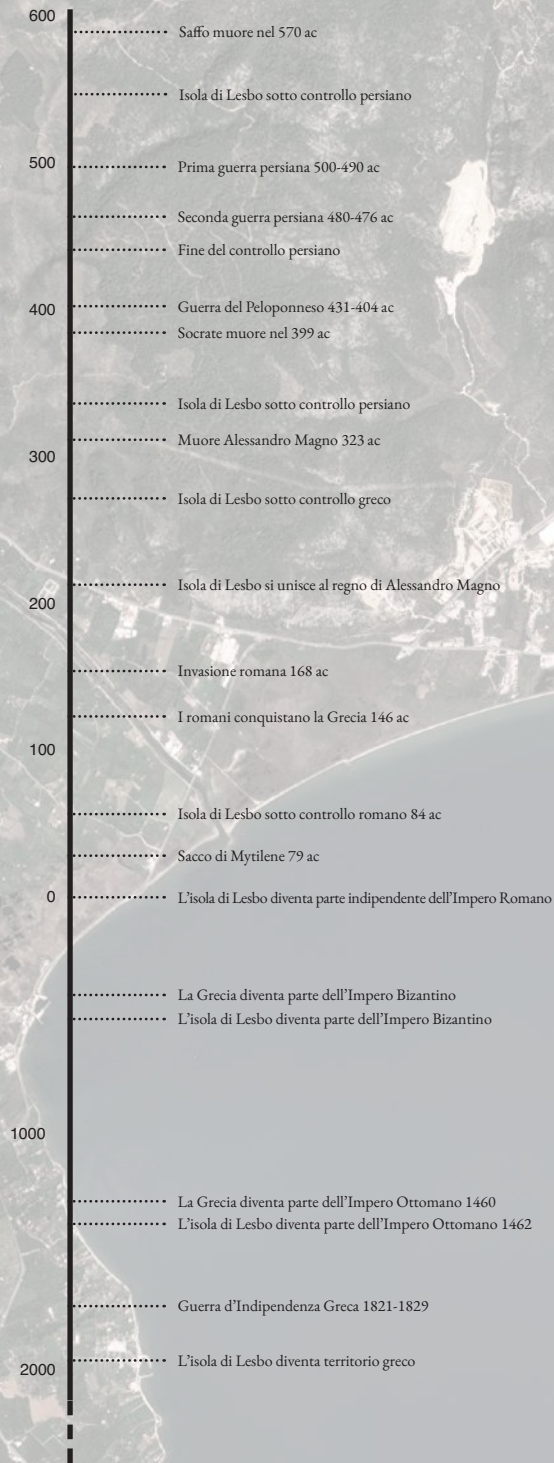 600
Saffo muore nel 570 ac
Isola di Lesbo sotto controllo persiano
500
Prima guerra persiana 500-490 ac
Seconda guerra persiana 480-476 ac
Fine del controllo persiano
400
Guerra del Peloponneso 431-404 ac
Socrate muore nel 399 ac
Isola di Lesbo sotto controllo persiano
Muore Alessandro Magno 323 ac
300
Isola di Lesbo sotto controllo greco
Isola di Lesbo si unisce al regno di Alessandro Magno
200
Invasione romana 168 ac
I romani conquistano la Grecia 146 ac
100
Isola di Lesbo sotto controllo romano 84 ac
Sacco di Mytilene 79 ac
0
L'isola di Lesbo diventa parte indipendente dell'Impero Romano
La Grecia diventa parte dell'Impero Bizantino
L'isola di Lesbo diventa parte dell'Impero Bizantino
1000
La Grecia diventa parte dell'Impero Ottomano 1460
L'isola di Lesbo diventa parte dell'Impero Ottomano 1462
Guerra d'Indipendenza Greca 1821-1829
L'isola di Lesbo diventa territorio greco
2000